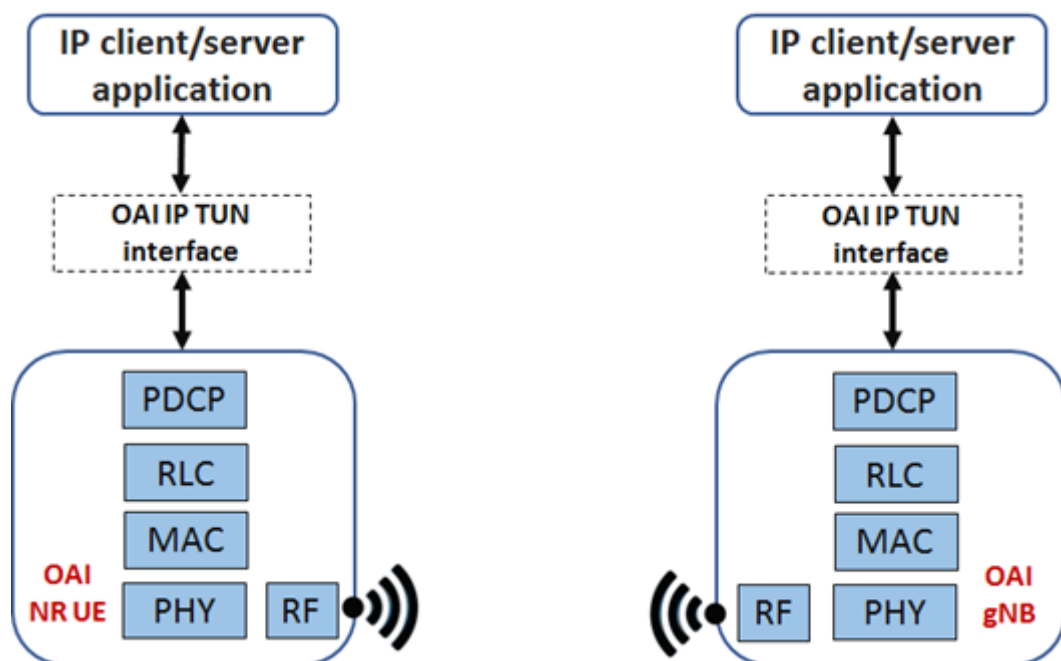 IP client/server
application
OAI IP TUN
interface
PDCP
RLC
MAC
OAI
NR UE
PHY
RF
IP client/server
application
OAI IP TUN
interface
PDCP
RLC
MAC
RF
PHY
OAI
gNB